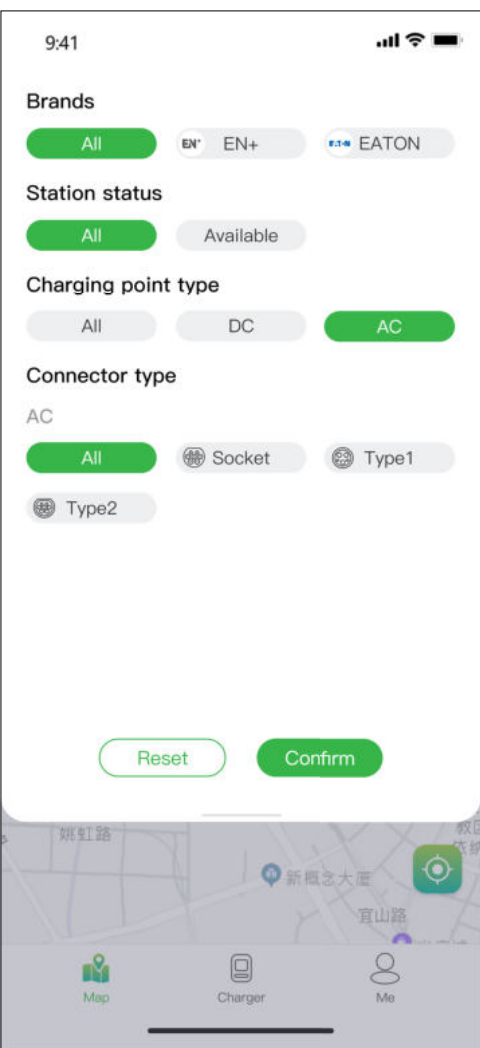 9:41
Brands
All
EN+ EN+
EATON EATON
Station status
All
Available
Charging point type
All
DC
AC
Connector type
AC
All
Socket
Type1
Type2
Reset
Confirm
姚虹路
新概念大厦
宜山路
Map
Charger
Me